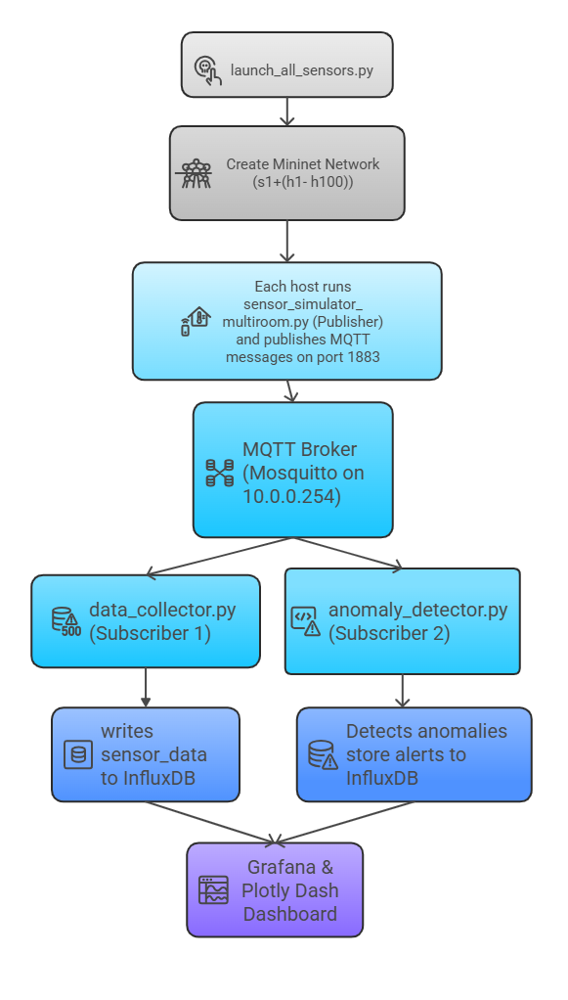 launch_all_sensors.py
Create Mininet Network
(s1+(h1- h100))
Each host runs
sensor_simulator_
multiroom.py (Publisher)
and publishes MQTT
messages on port 1883
MQTT Broker
(Mosquitto on
10.0.0.254)
data_collector.py
(Subscriber 1)
500
anomaly_detector.py
(Subscriber 2)
writes
sensor_data
to InfluxDB
Detects anomalies
store alerts to
InfluxDB
Grafana &
Plotly Dash
Dashboard